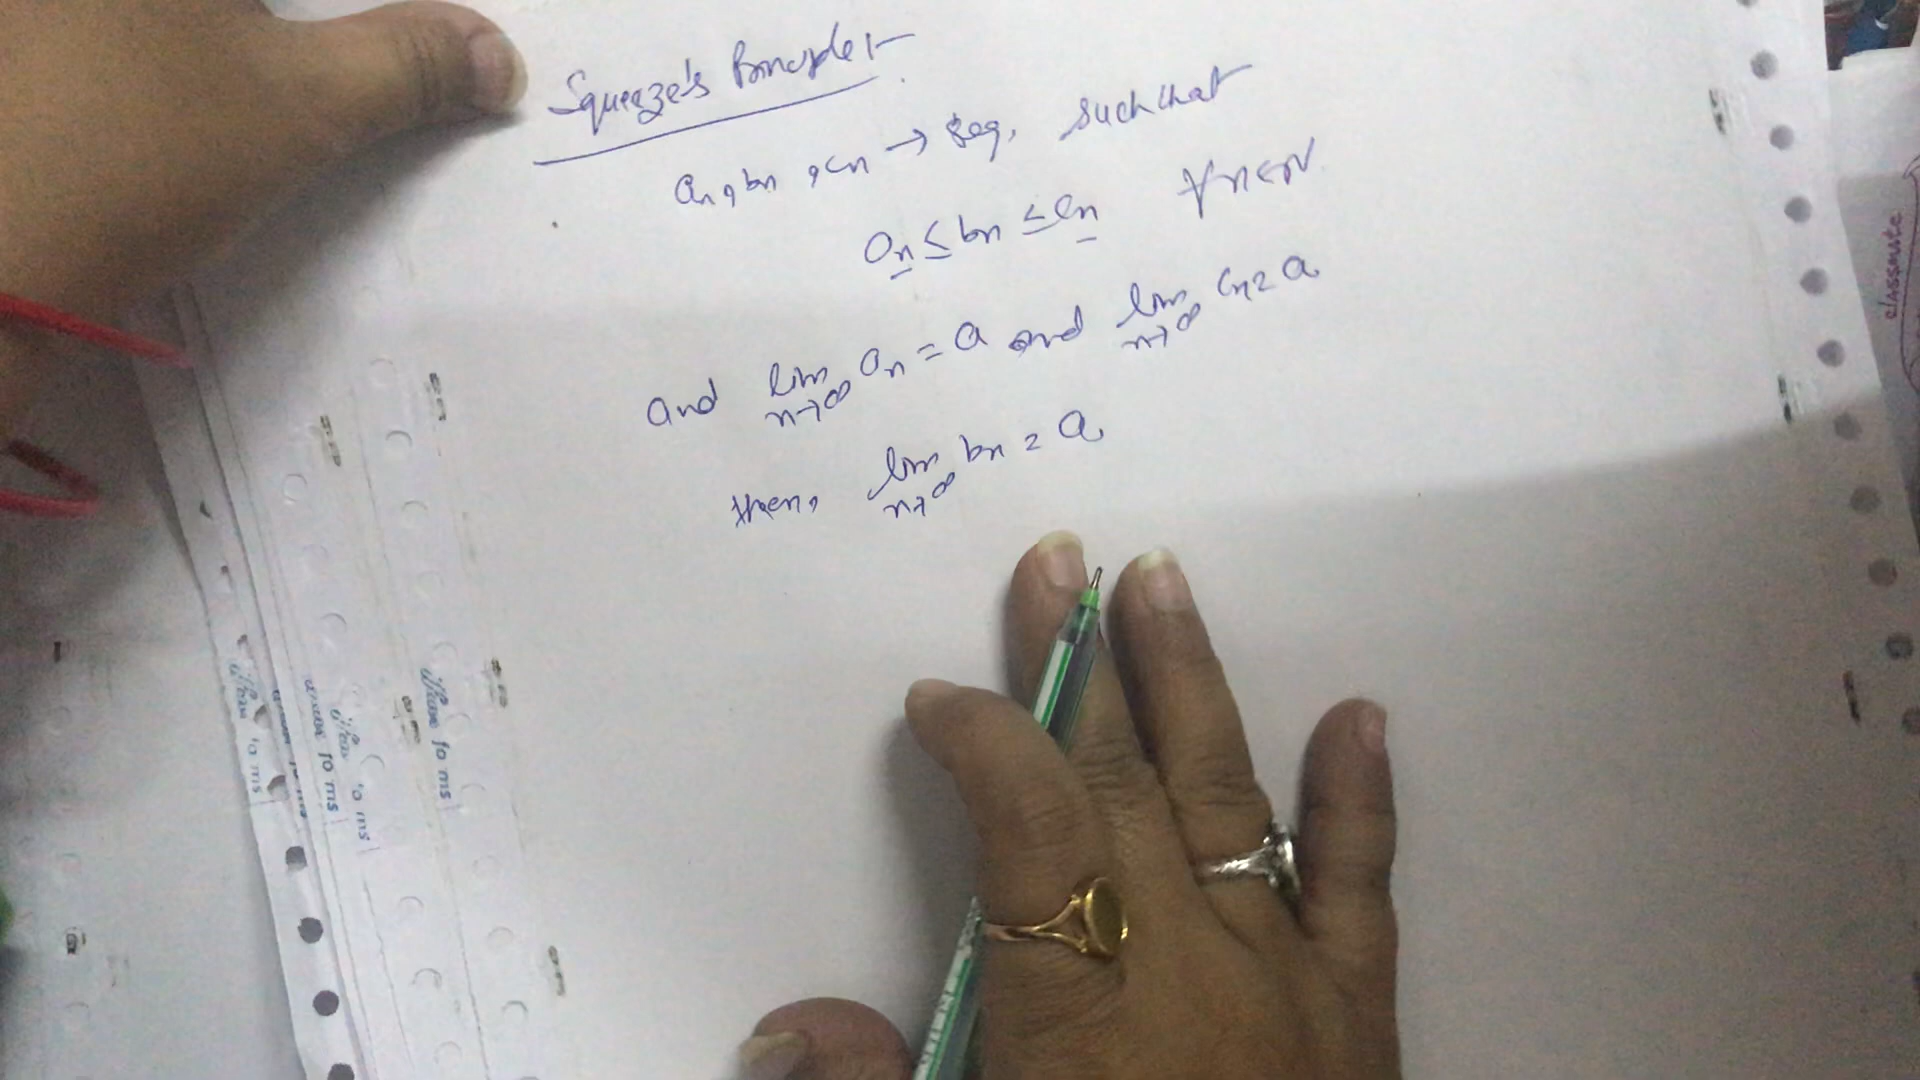 Squeeze's Principle :-
an, bn, cn → seq. such that
an ≤ bn ≤ cn ∀ n ∈ N.
and lim n→∞ an = a and lim n→∞ cn = a
then, lim n→∞ bn = a
classmate